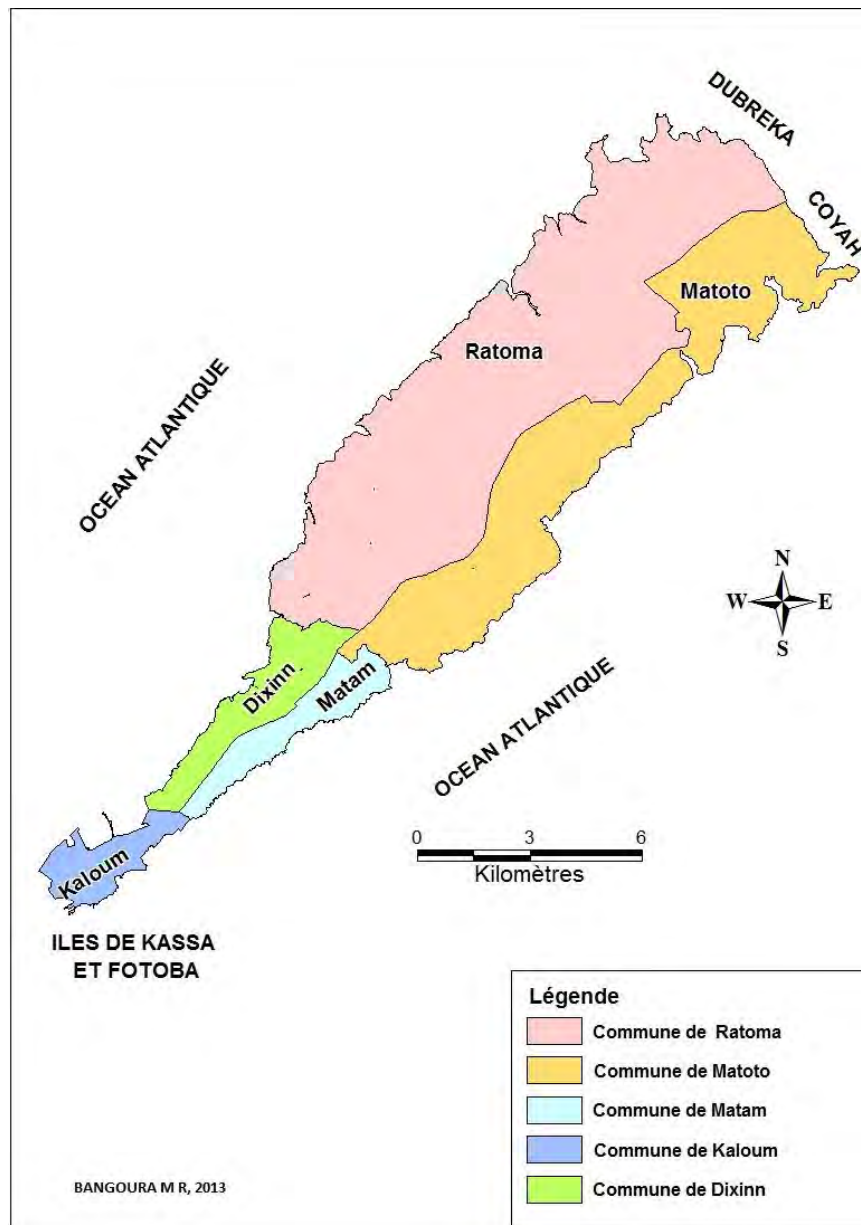 DUBREKA
COYAH
Matoto
Ratoma
OCEAN ATLANTIQUE
N
W E
S
Dixinn
Matam
OCEAN ATLANTIQUE
0 3 6
Kilomètres
Kaloum
ILES DE KASSA
ET FOTOBA
Légende
Commune de Ratoma
Commune de Matoto
Commune de Matam
Commune de Kaloum
Commune de Dixinn
BANGOURA M R, 2013